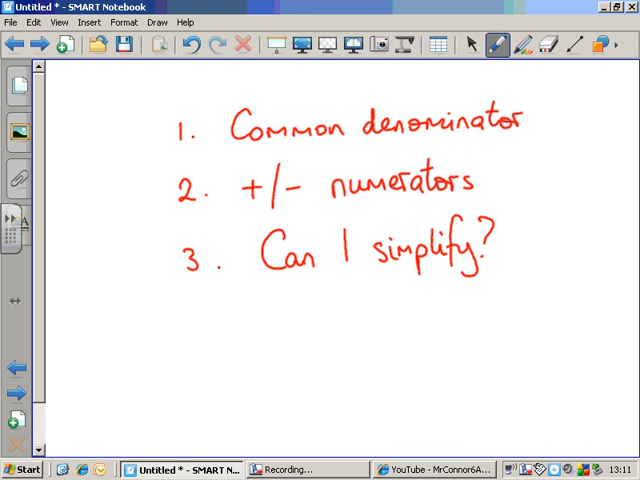 Untitled * - SMART Notebook
File Edit View Insert Format Draw Help
1. Common denominator
2. +/- numerators
3. Can I simplify?
Start
Untitled * - SMART N...
Recording...
YouTube - MrConnor6A...
13:11